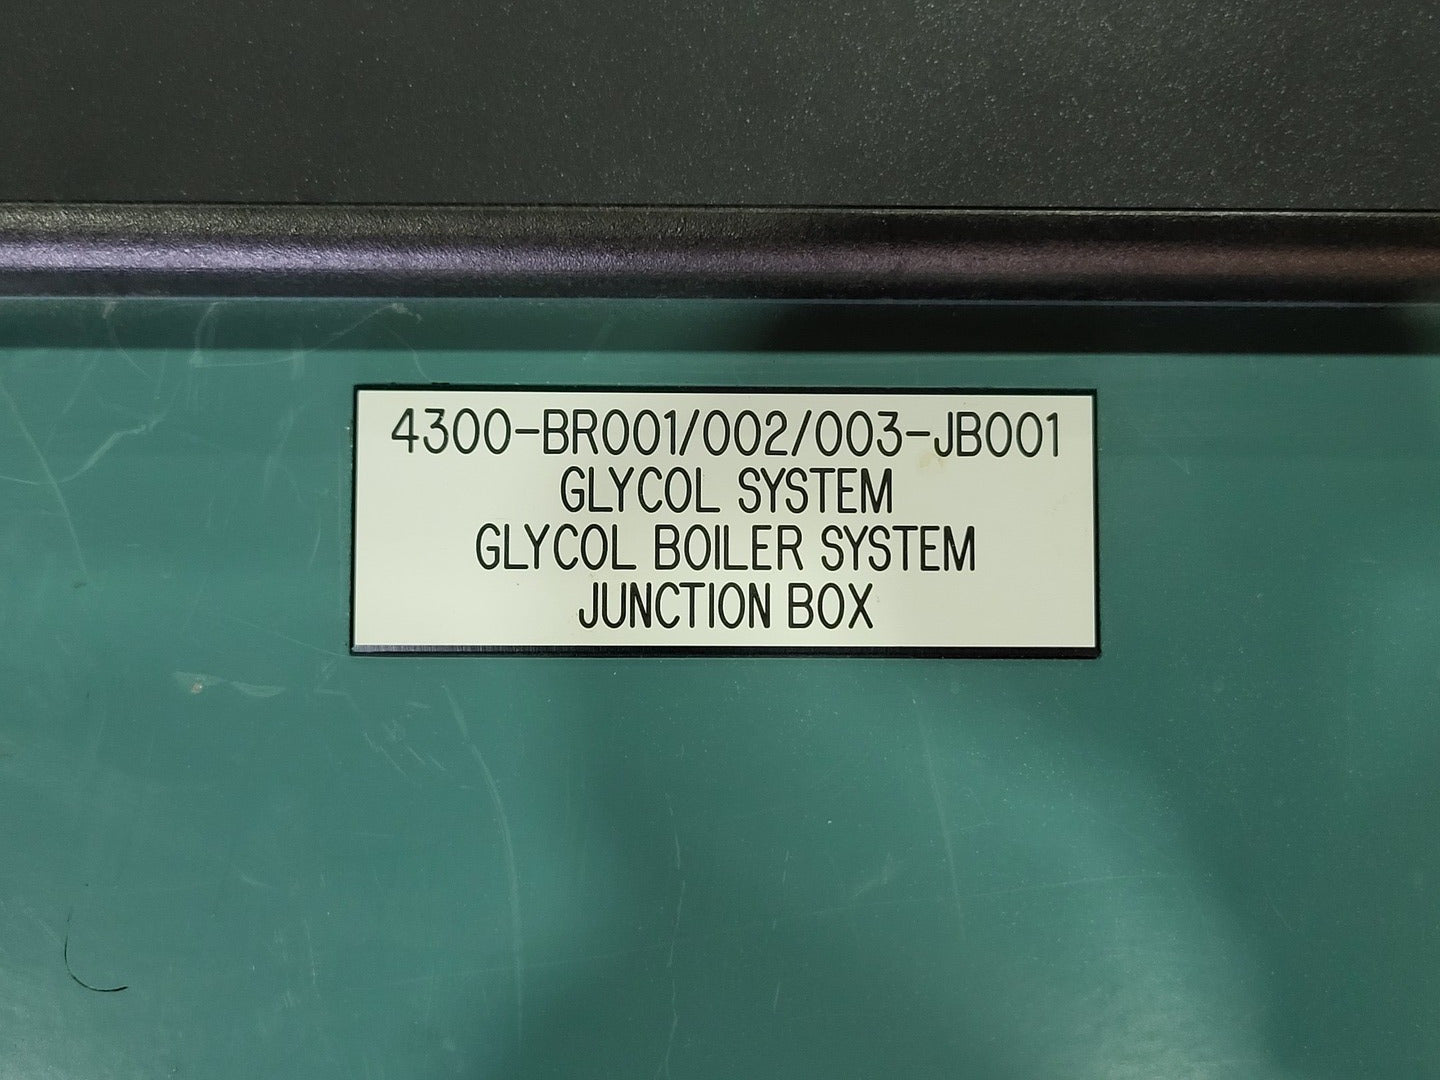 4300-BR001/002/003-JB001
GLYCOL SYSTEM
GLYCOL BOILER SYSTEM
JUNCTION BOX